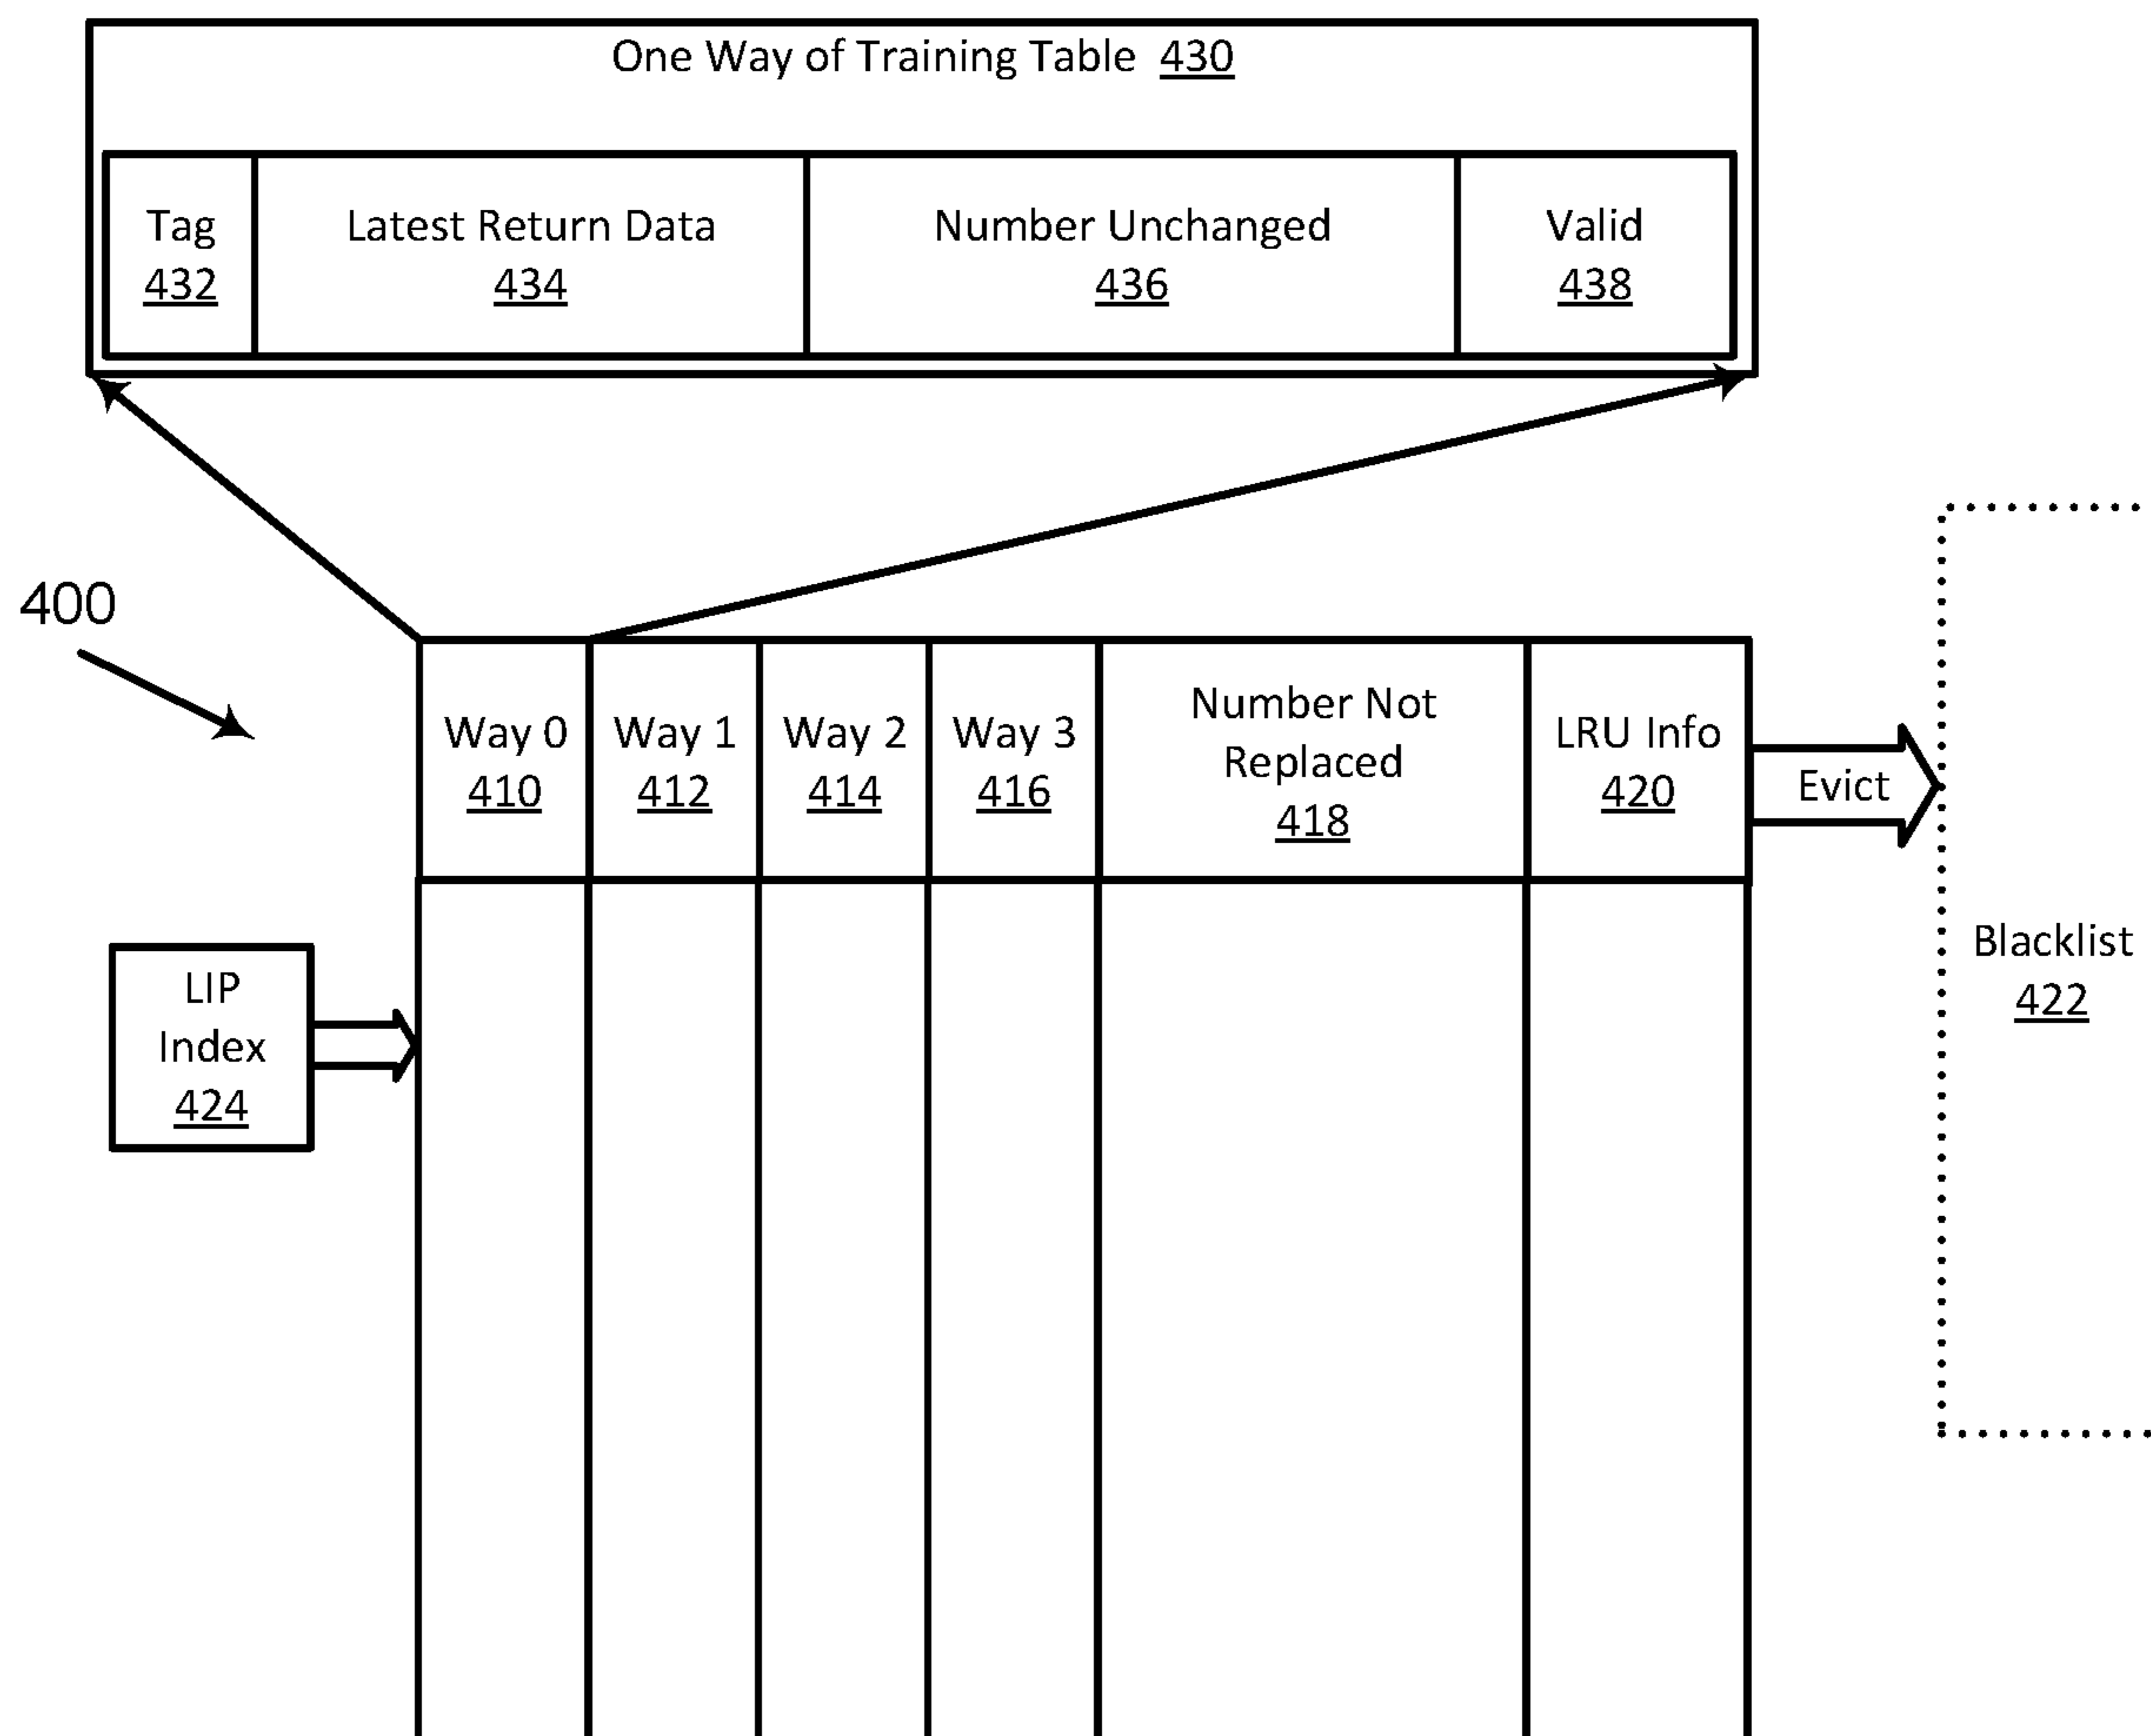 One Way of Training Table 430
Tag
432
Latest Return Data
434
Number Unchanged
436
Valid
438
400
Way 0
410
Way 1
412
Way 2
414
Way 3
416
Number Not
Replaced
418
LRU Info
420
Evict
Blacklist
422
LIP
Index
424